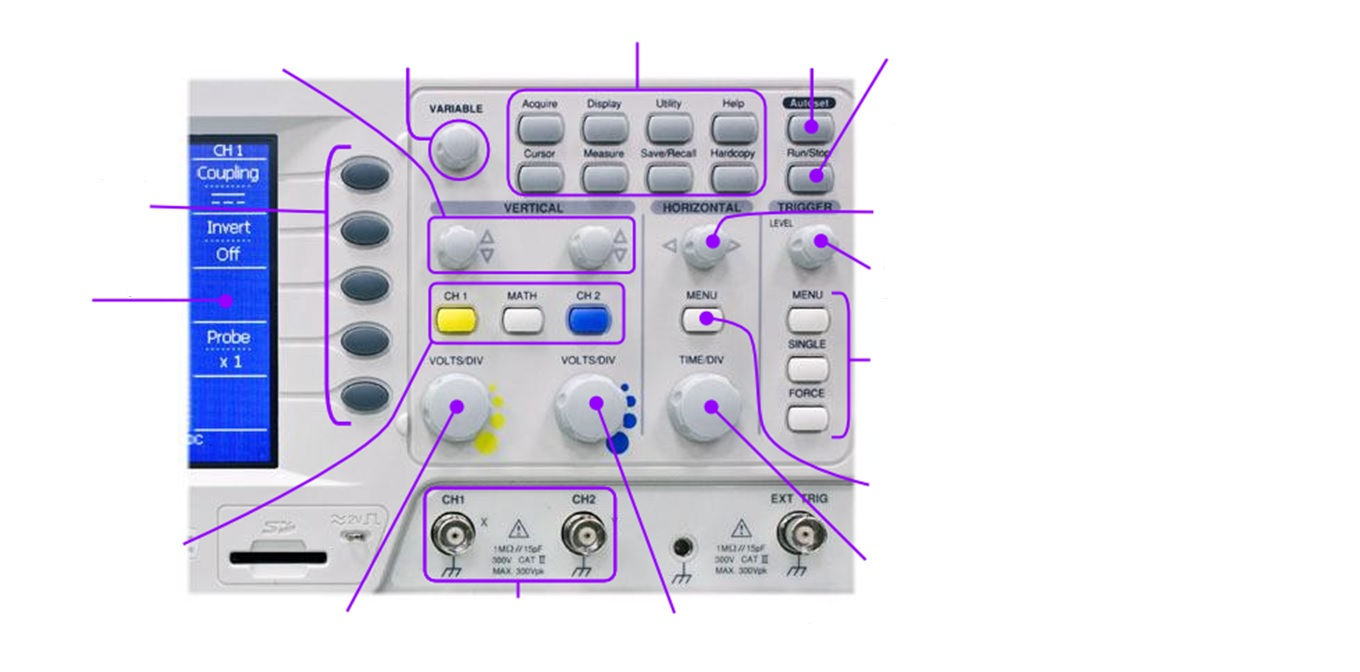 VARIABLE
Acquire Display Utility Help Autoset
Cursor Measure Save/Recall Hardcopy Run/Stop
CH 1
Coupling
Invert
Off
Probe
x 1
VERTICAL HORIZONTAL TRIGGER
LEVEL
CH 1 MATH CH 2 MENU MENU
SINGLE
VOLTS/DIV VOLTS/DIV TIME/DIV
FORCE
CH1 CH2 EXT TRIG
X
SD
≈2V
1MΩ//15pF 1MΩ//15pF
300V CAT II 300V CAT II
MAX. 300Vpk MAX. 300Vpk